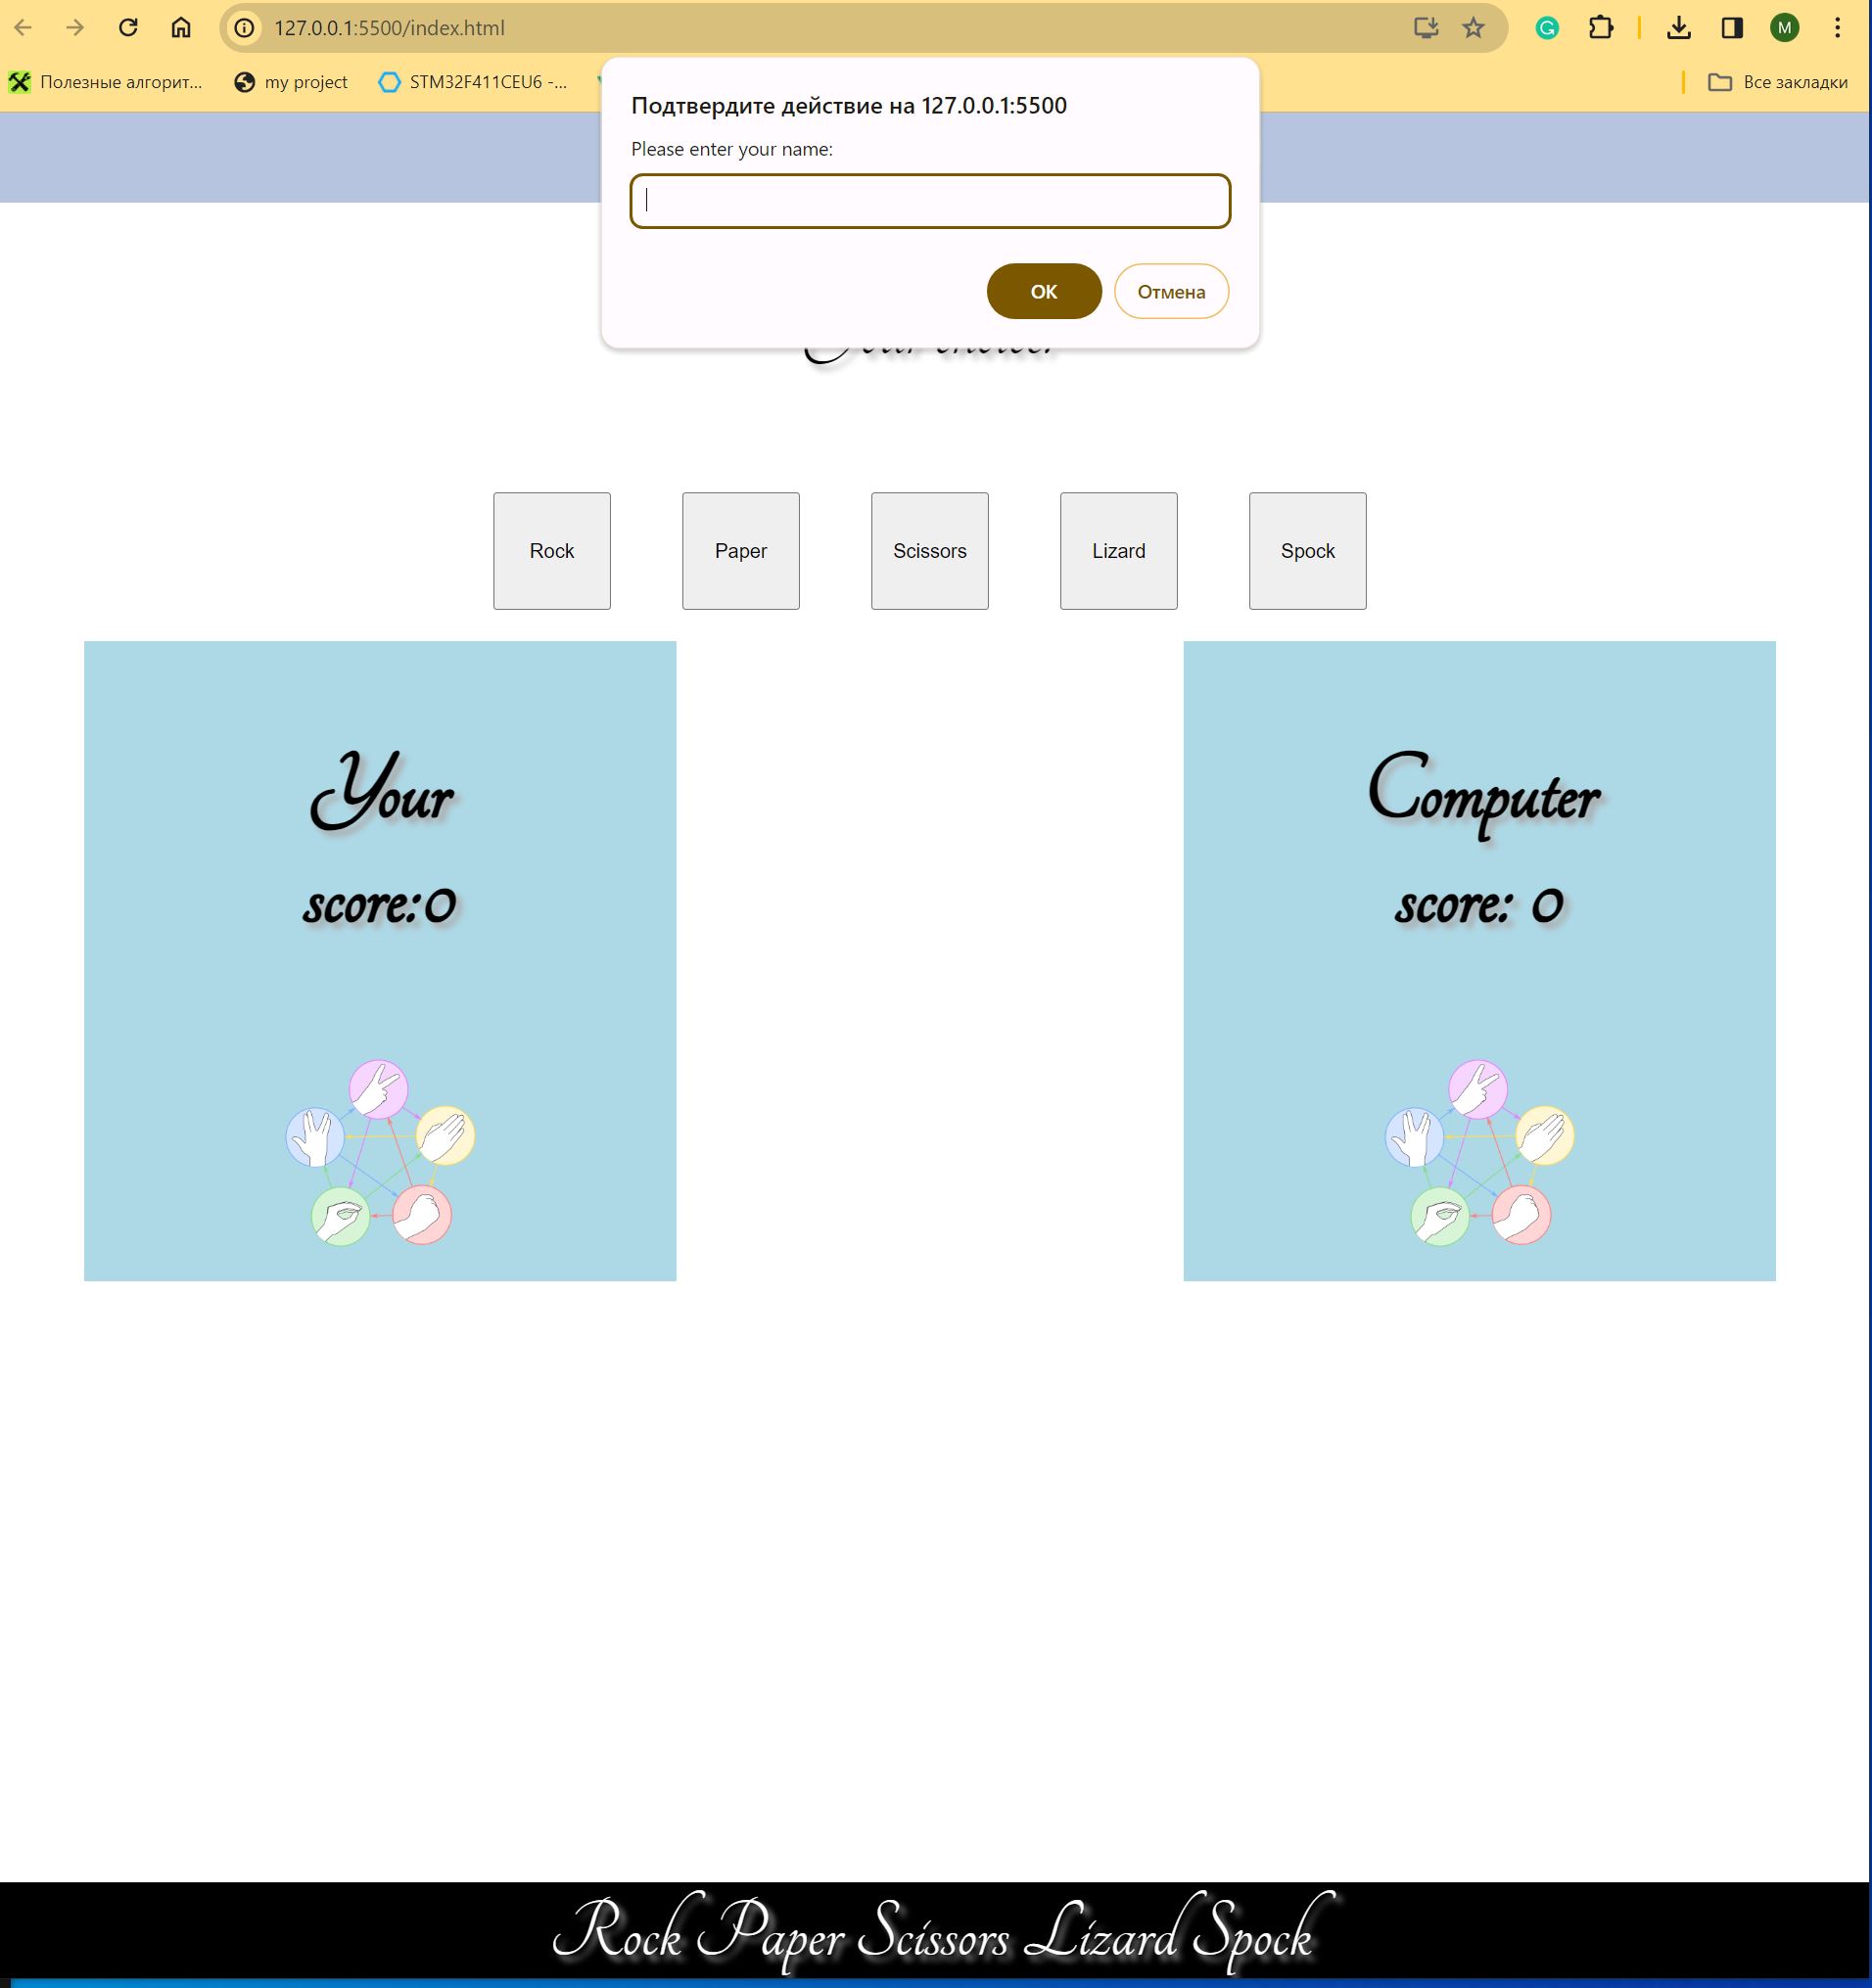 127.0.0.1:5500/index.html
Полезные алгорит...
my project
STM32F411CEU6 -...
Все закладки
M
Подтвердите действие на 127.0.0.1:5500
Please enter your name:
ОК
Отмена
Rock
Paper
Scissors
Lizard
Spock
Your
score:0
Computer
score: 0
Rock Paper Scissors Lizard Spock